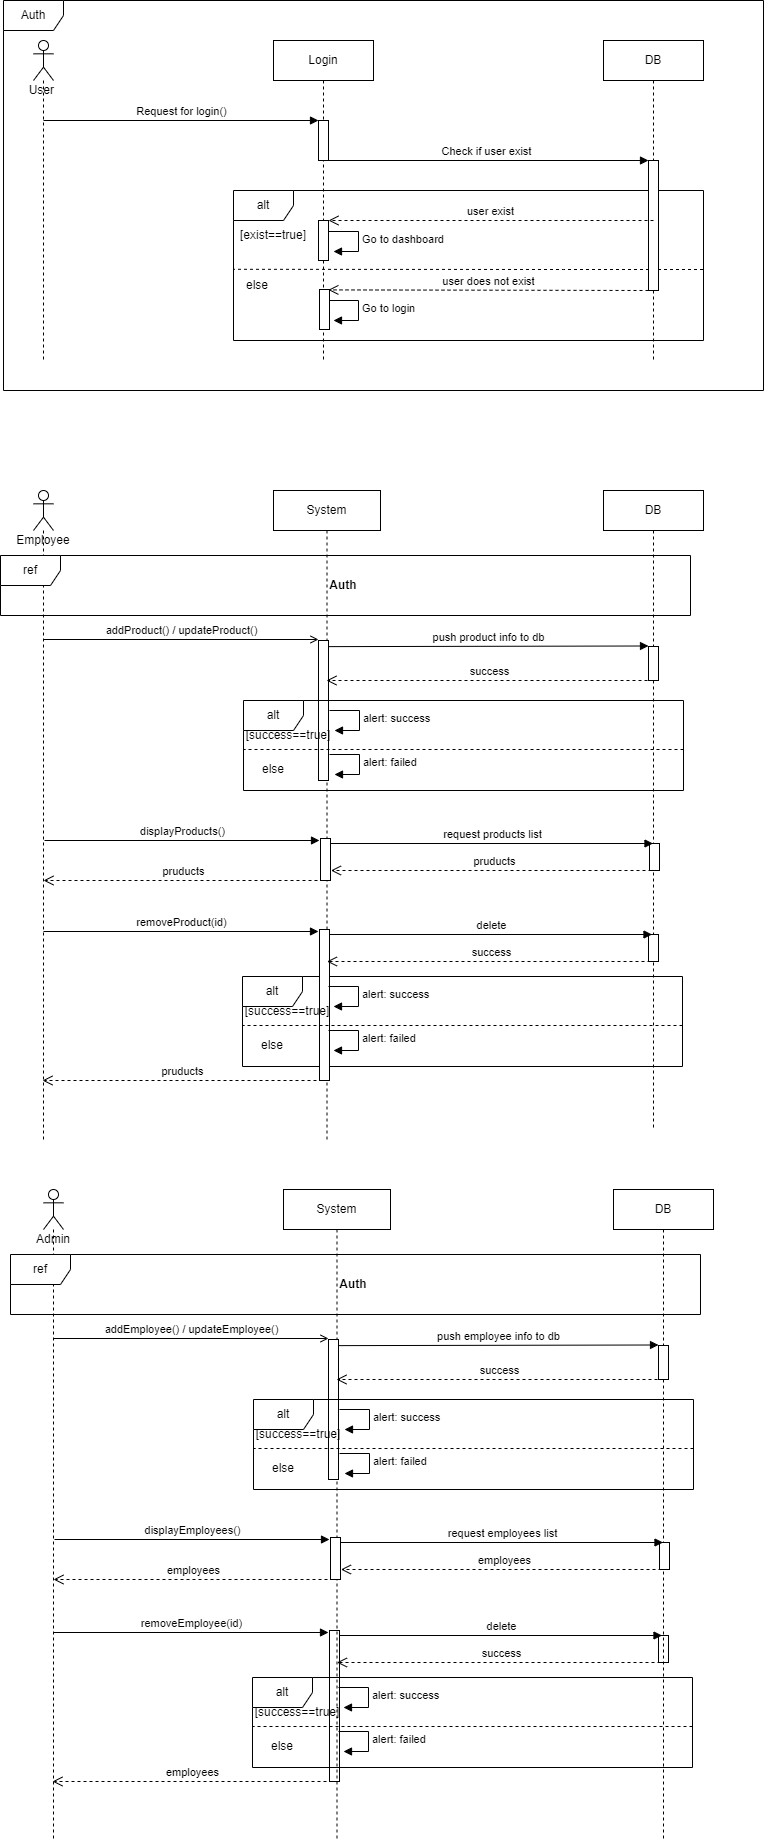 Auth
Login
DB
User
Request for login()
Check if user exist
alt
user exist
[exist==true]
Go to dashboard
else
user does not exist
Go to login
System
DB
Employee
ref
Auth
addProduct() / updateProduct()
push product info to db
success
alt
alert: success
[success==true]
alert: failed
else
displayProducts()
request products list
pruducts
pruducts
removeProduct(id)
delete
success
alt
alert: success
[success==true]
alert: failed
else
pruducts
System
DB
Admin
ref
Auth
addEmployee() / updateEmployee()
push employee info to db
success
alt
alert: success
[success==true]
alert: failed
else
displayEmployees()
request employees list
employees
employees
removeEmployee(id)
delete
success
alt
alert: success
[success==true]
alert: failed
else
employees